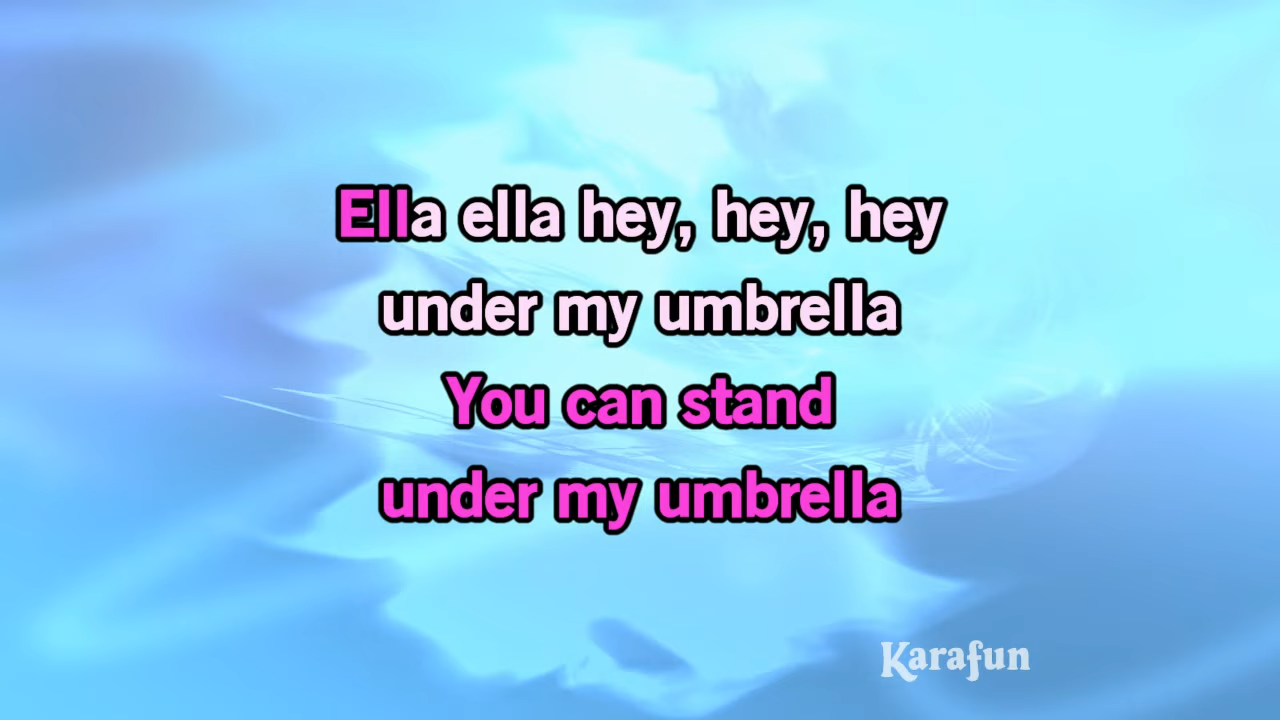 Ella ella hey, hey, hey
under my umbrella
You can stand
under my umbrella
Karafun